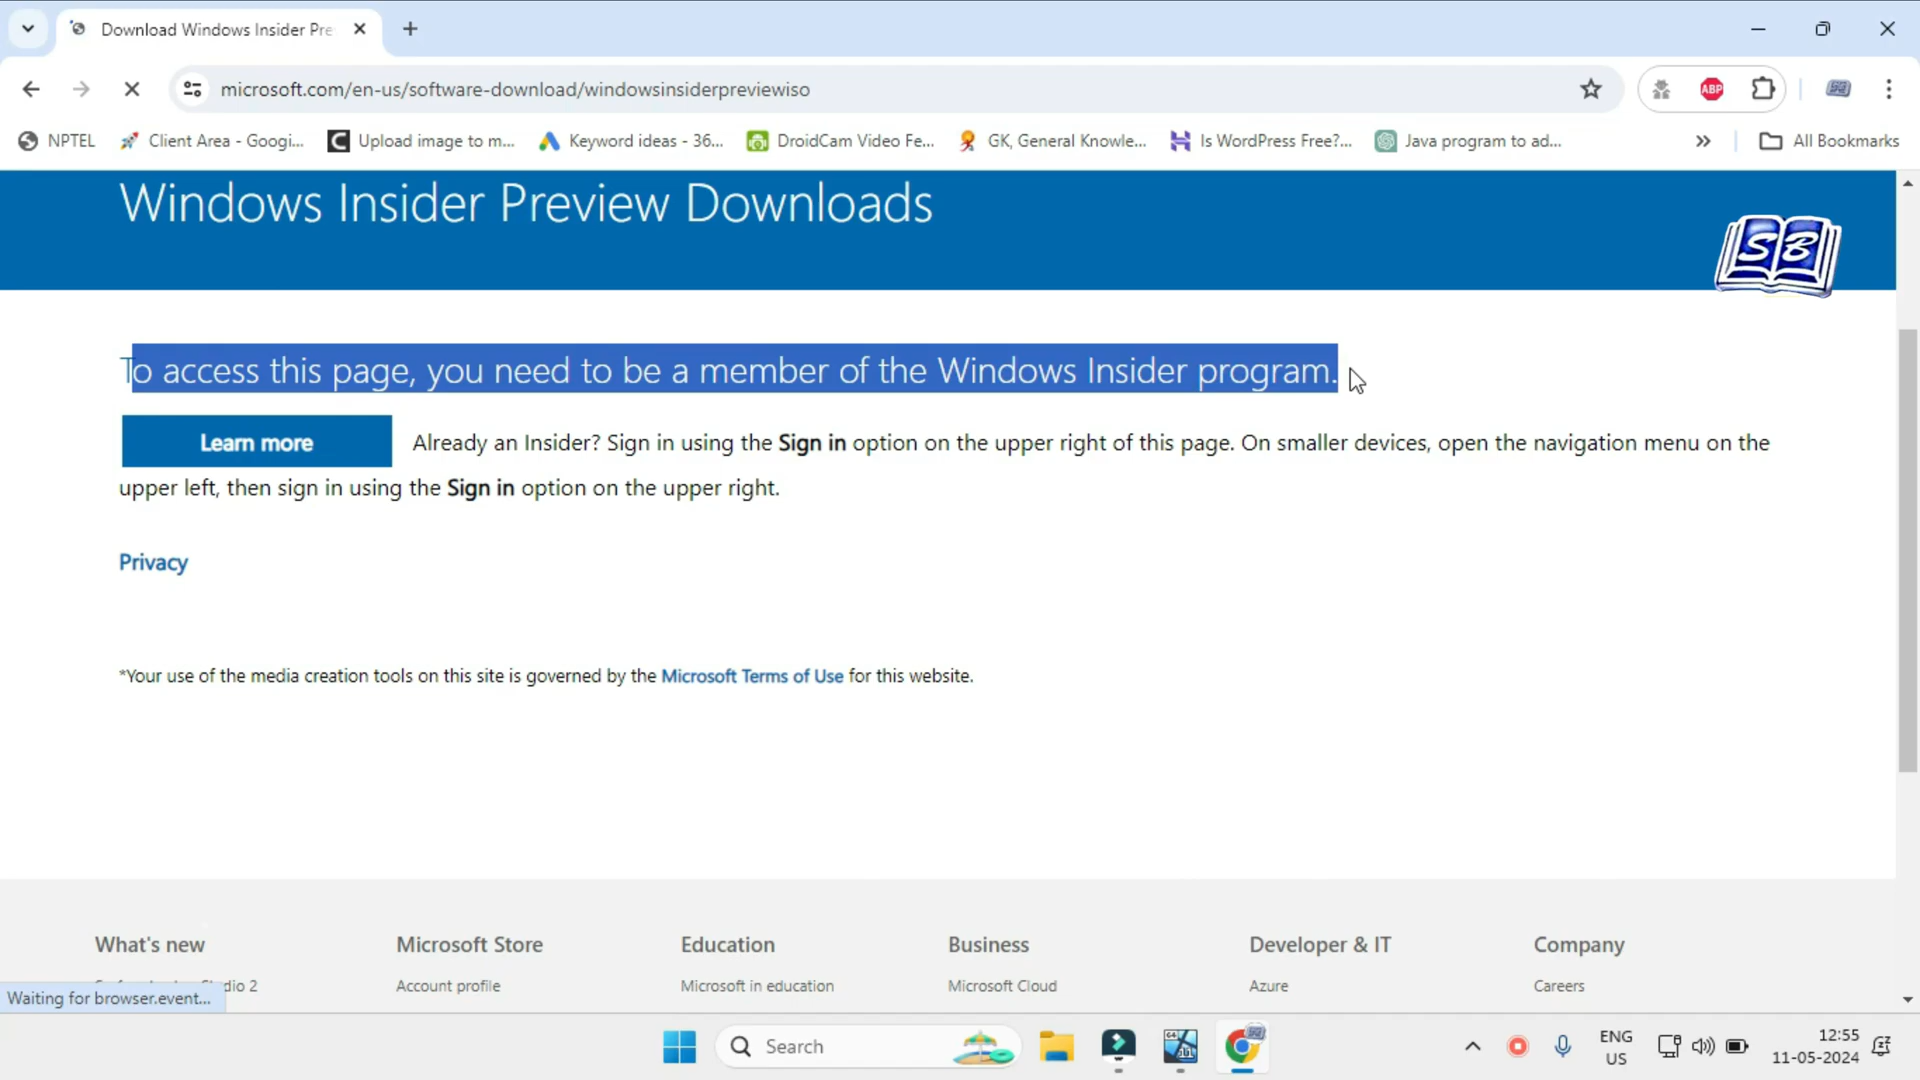 Download Windows Insider Pre
microsoft.com/en-us/software-download/windowsinsiderpreviewiso
ABP
NPTEL
Client Area - Googi...
Upload image to m...
Keyword ideas - 36...
DroidCam Video Fe...
GK, General Knowle...
Is WordPress Free?...
Java program to ad...
All Bookmarks
Windows Insider Preview Downloads
SB
To access this page, you need to be a member of the Windows Insider program.
Learn more
Already an Insider? Sign in using the Sign in option on the upper right of this page. On smaller devices, open the navigation menu on the
upper left, then sign in using the Sign in option on the upper right.
Privacy
*Your use of the media creation tools on this site is governed by the Microsoft Terms of Use for this website.
What's new
Microsoft Store
Education
Business
Developer & IT
Company
dio 2
Account profile
Microsoft in education
Microsoft Cloud
Azure
Careers
Waiting for browser.event...
Search
ENG
US
12:55
11-05-2024